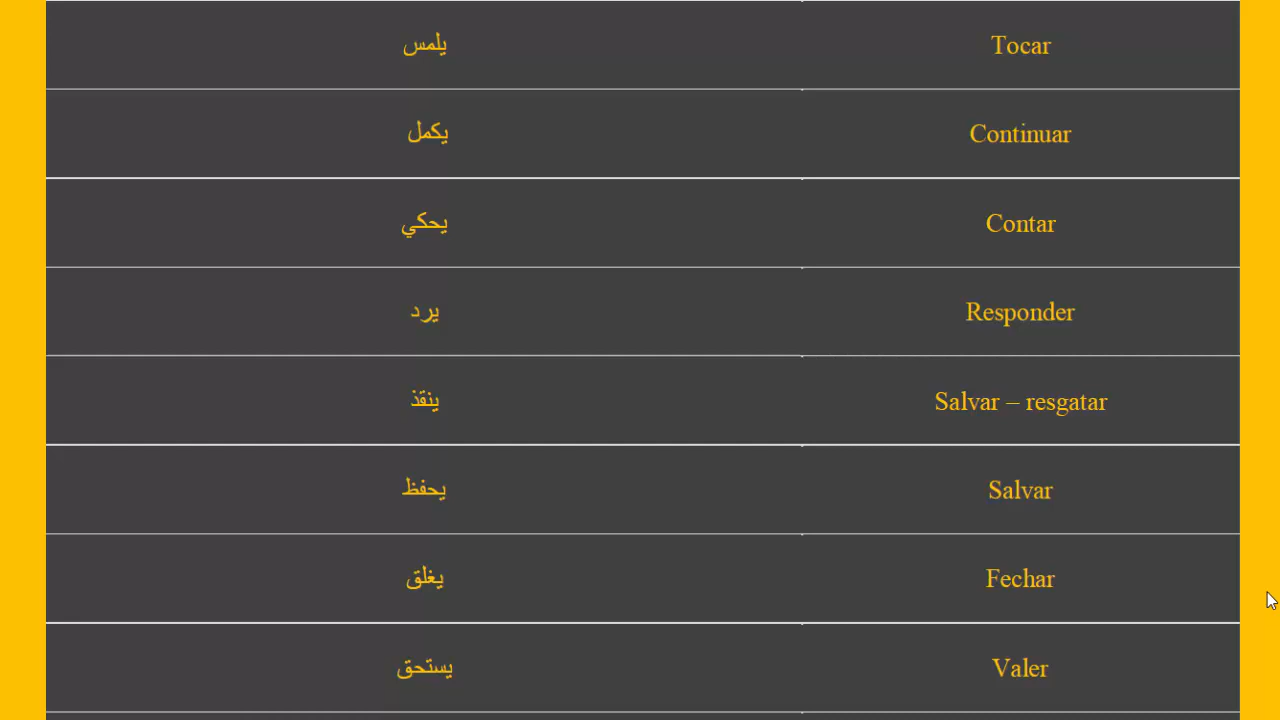 يلمس Tocar
يكمل Continuar
يحكي Contar
يرد Responder
ينقذ Salvar – resgatar
يحفظ Salvar
يغلق Fechar
يستحق Valer